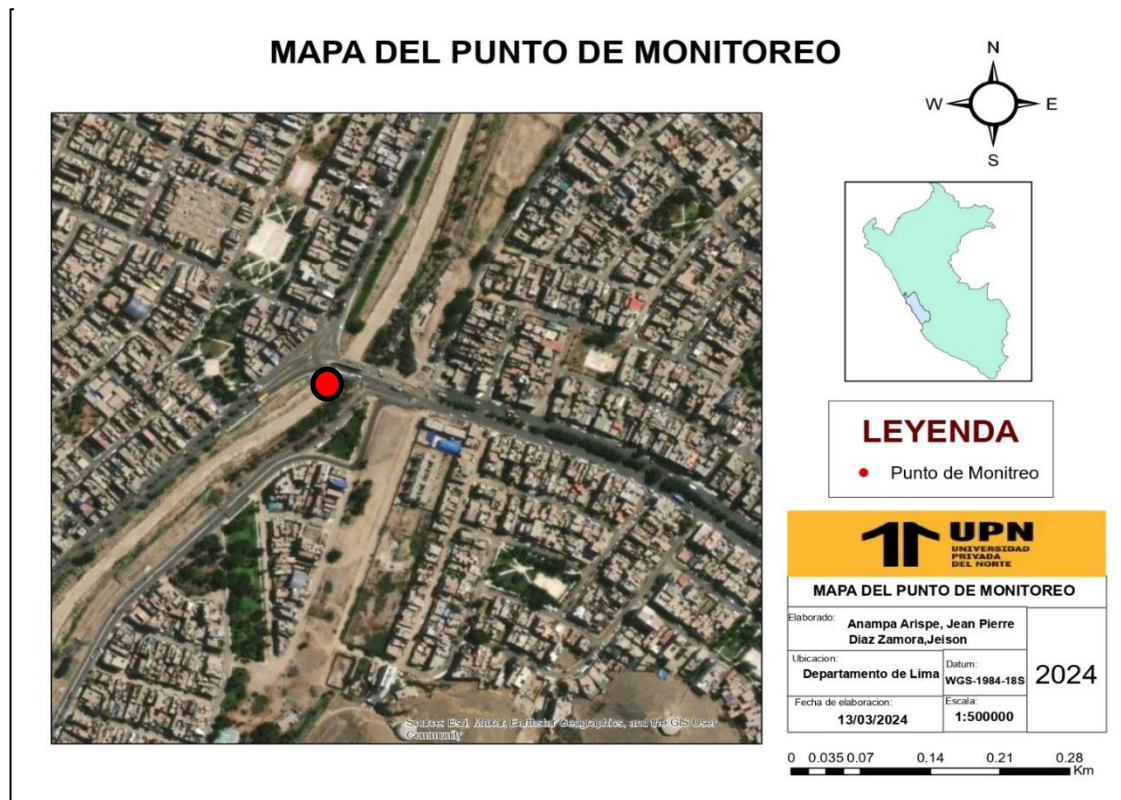 MAPA DEL PUNTO DE MONITOREO
N
W
E
S
LEYENDA
Punto de Monitreo
UPN
UNIVERSIDAD
PRIVADA
DEL NORTE
MAPA DEL PUNTO DE MONITOREO
Elaborado:
Anampa Arispe, Jean Pierre
Diaz Zamora,Jeison
Ubicacion:
Departamento de Lima
Datum:
WGS-1984-18S
2024
Fecha de elaboracion:
13/03/2024
Escala:
1:500000
0 0.035 0.07 0.14 0.21 0.28
Km
Source: Esri, Maxar, Earthstar Geographics, and the GIS User
Community